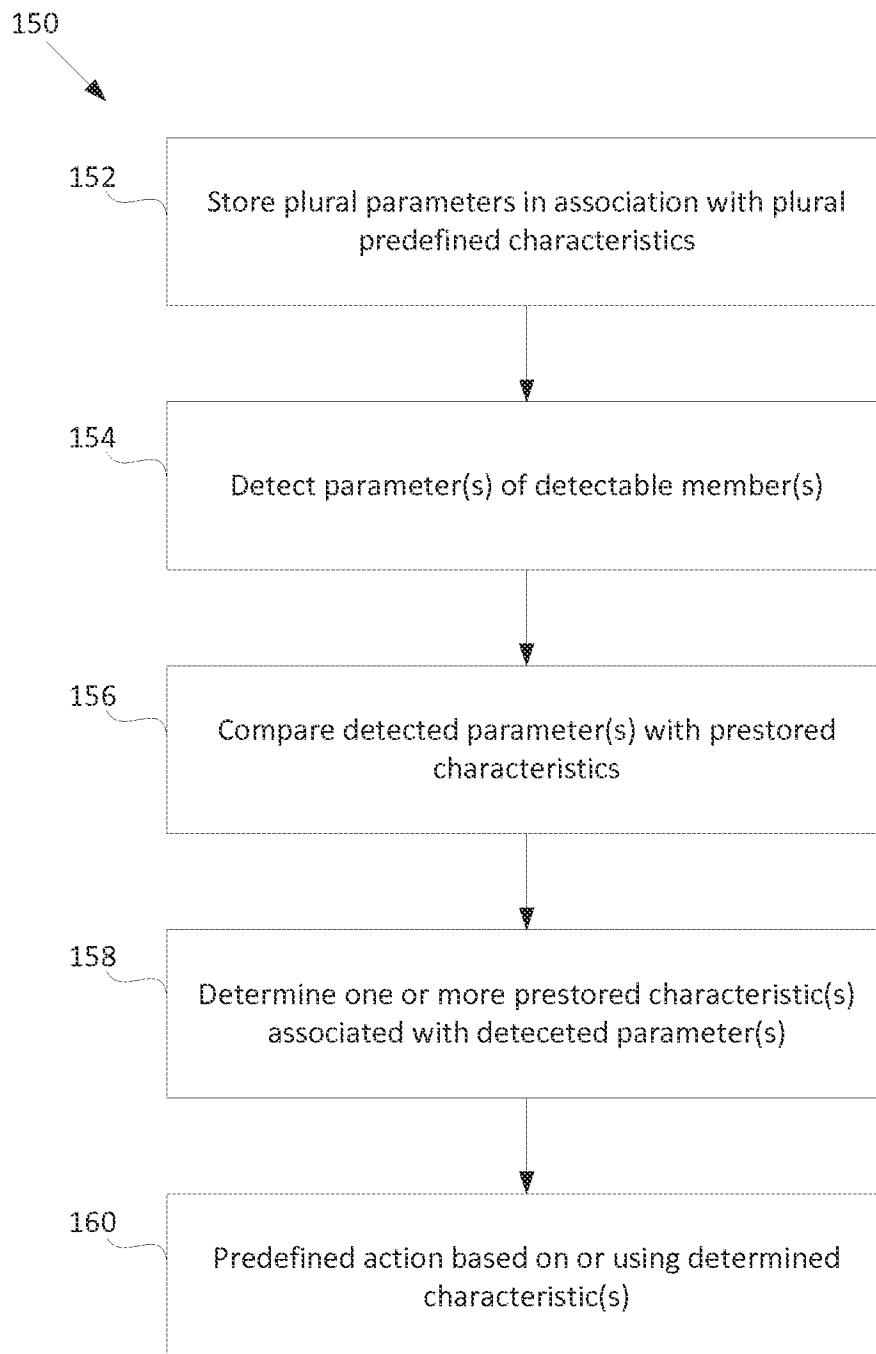 150
152
Store plural parameters in association with plural
predefined characteristics
154
Detect parameter(s) of detectable member(s)
156
Compare detected parameter(s) with prestored
characteristics
158
Determine one or more prestored characteristic(s)
associated with deteceted parameter(s)
160
Predefined action based on or using determined
characteristic(s)